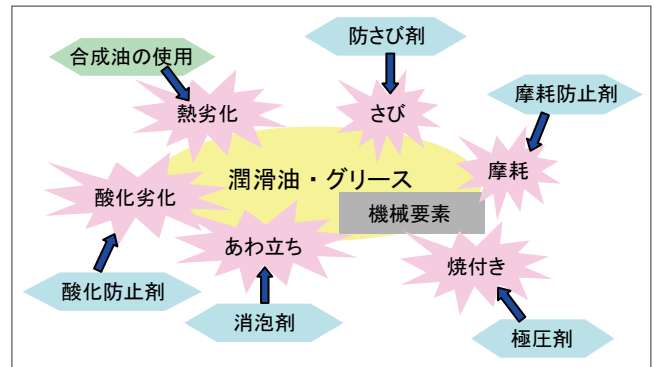 防さび剤
合成油の使用
摩耗防止剤
熱劣化
さび
摩耗
潤滑油・グリース
酸化劣化
機械要素
あわ立ち
焼付き
酸化防止剤
消泡剤
極圧剤